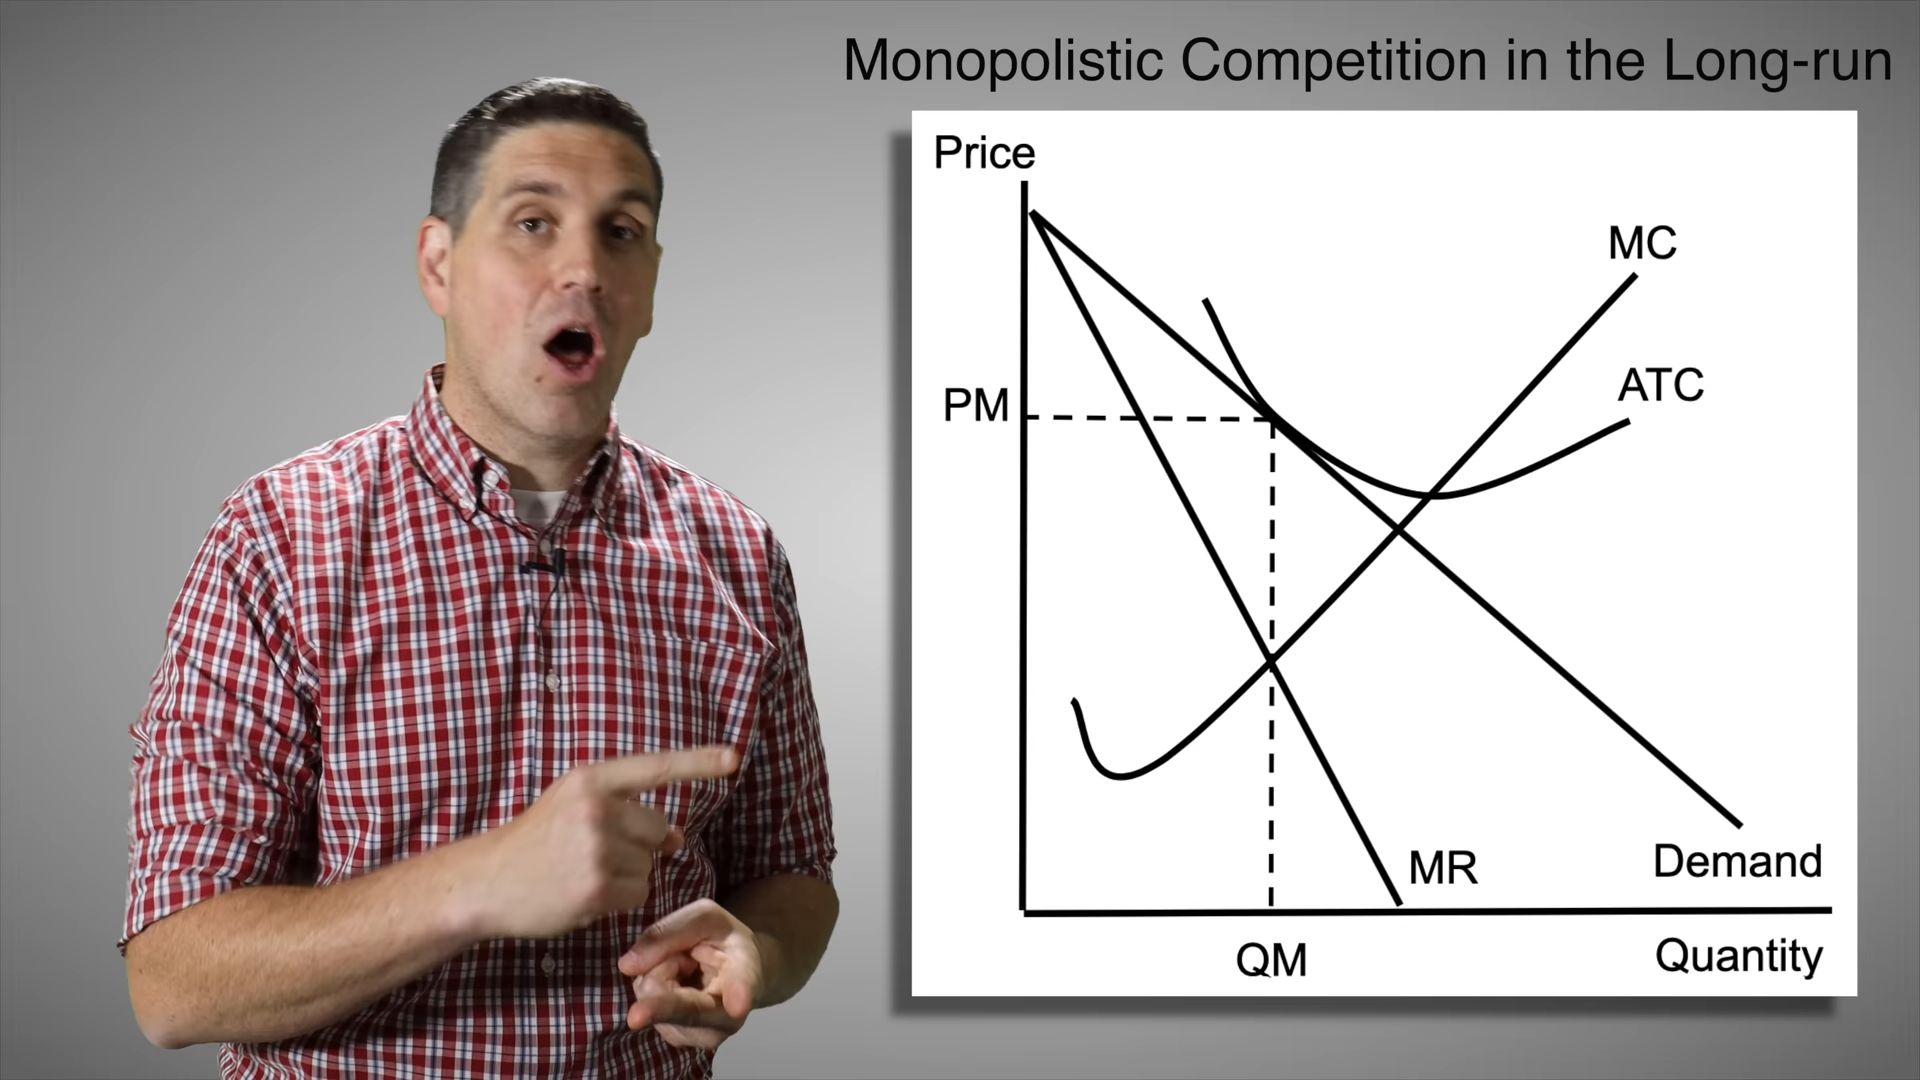 Monopolistic Competition in the Long-run
Price
MC
ATC
PM
MR
Demand
QM
Quantity